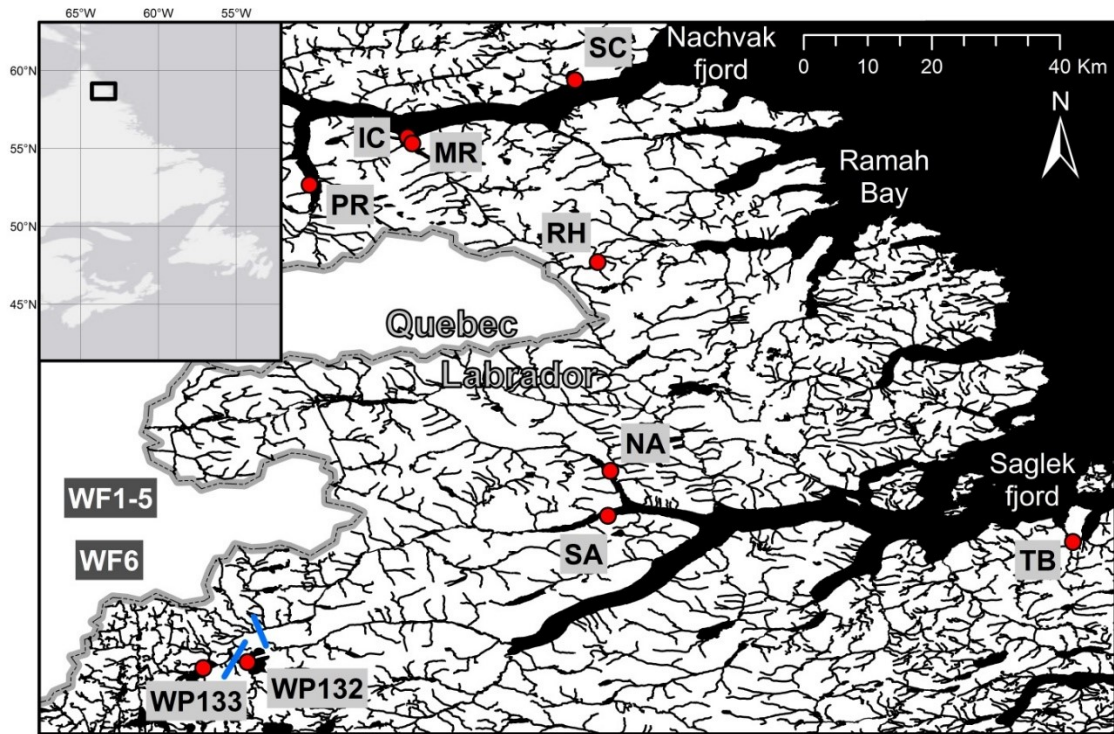 65°W 60°W 55°W
60°N
55°N
50°N
45°N
SC
Nachvak
fjord
0 10 20 40 Km
N
IC
MR
PR
Ramah
Bay
RH
Quebec
Labrador
NA
Saglek
fjord
WF1-5
WF6
SA
TB
WP133
WP132